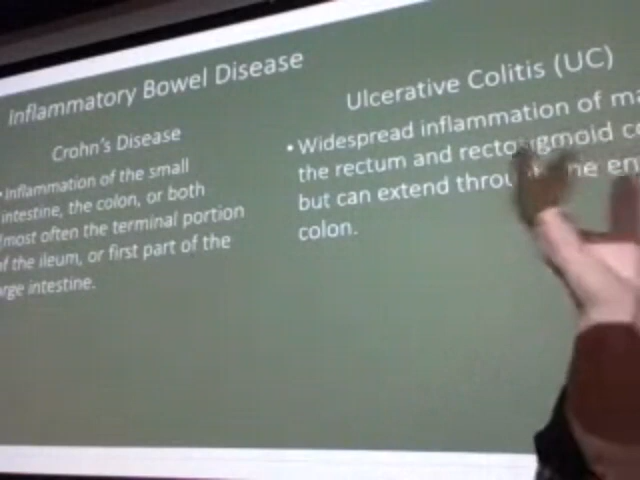 Inflammatory Bowel Disease
Crohn's Disease
• Inflammation of the small
intestine, the colon, or both
most often the terminal portion
of the ileum, or first part of the
large intestine.
Ulcerative Colitis (UC)
• Widespread inflammation of
the rectum and
but can extend
colon.